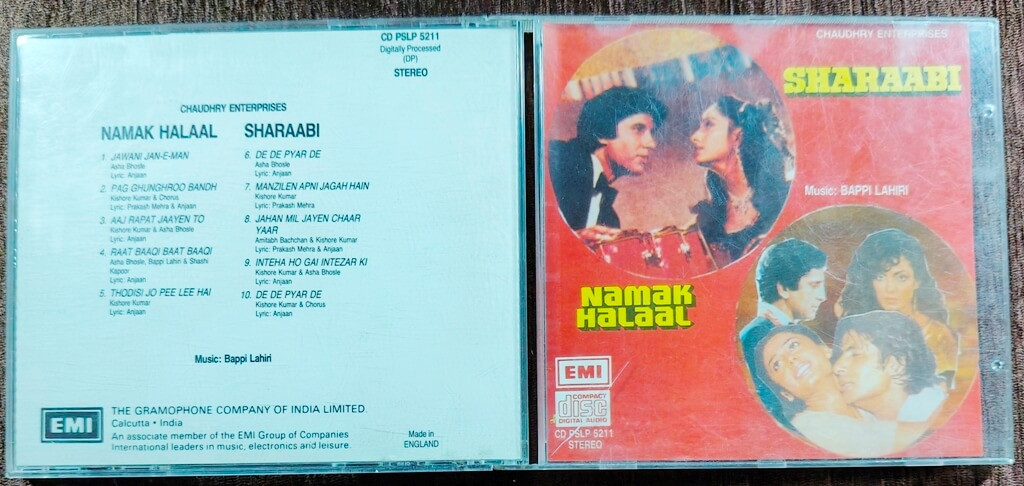 CD PSLP 5211
Digitally Processed
(DP)
STEREO
CHAUDHRY ENTERPRISES
NAMAK HALAAL
1. JAWANI JAN-E-MAN
Asha Bhosle
Lyric: Anjaan
2. PAG GHUNGHROO BANDH
Kishore Kumar & Chorus
Lyric: Prakash Mehra & Anjaan
3. AAJ RAPAT JAAYEN TO
Kishore Kumar & Asha Bhosle
Lyric: Anjaan
4. RAAT BAAQI BAAT BAAQI
Asha Bhosle, Bappi Lahiri & Shashi
Kapoor
Lyric: Anjaan
5. THODISI JO PEE LEE HAI
Kishore Kumar
Lyric: Anjaan
SHARAABI
6. DE DE PYAR DE
Asha Bhosle
Lyric: Anjaan
7. MANZILEN APNI JAGAH HAIN
Kishore Kumar
Lyric: Prakash Mehra
8. JAHAN MIL JAYEN CHAAR
YAAR
Amitabh Bachchan & Kishore Kumar
Lyric: Prakash Mehra & Anjaan
9. INTEHA HO GAI INTEZAR KI
Kishore Kumar & Asha Bhosle
Lyric: Anjaan
10. DE DE PYAR DE
Kishore Kumar & Chorus
Lyric: Anjaan
Music: Bappi Lahiri
EMI
THE GRAMOPHONE COMPANY OF INDIA LIMITED.
Calcutta • India
An associate member of the EMI Group of Companies
International leaders in music, electronics and leisure.
Made in
ENGLAND
CHAUDHRY ENTERPRISES
SHARAABI
Music: BAPPI LAHIRI
NAMAK
HALAAL
EMI
COMPACT
disc
DIGITAL AUDIO
CD PSLP 5211
STEREO